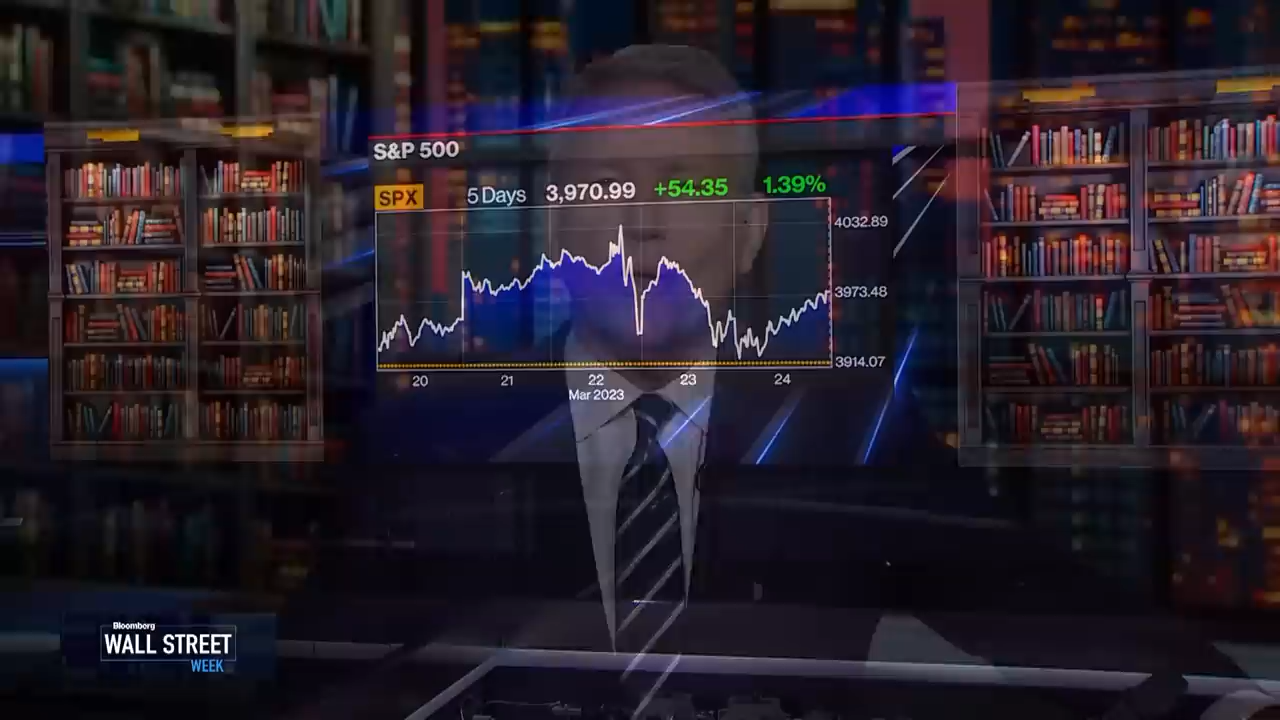 S&P 500
SPX 5 Days 3,970.99 +54.35 1.39%
4032.89
3973.48
3914.07
20 21 22 23 24
Mar 2023
Bloomberg
WALL STREET
WEEK